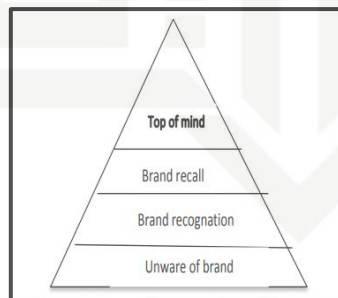 Top of mind
Brand recall
Brand recognation
Unware of brand